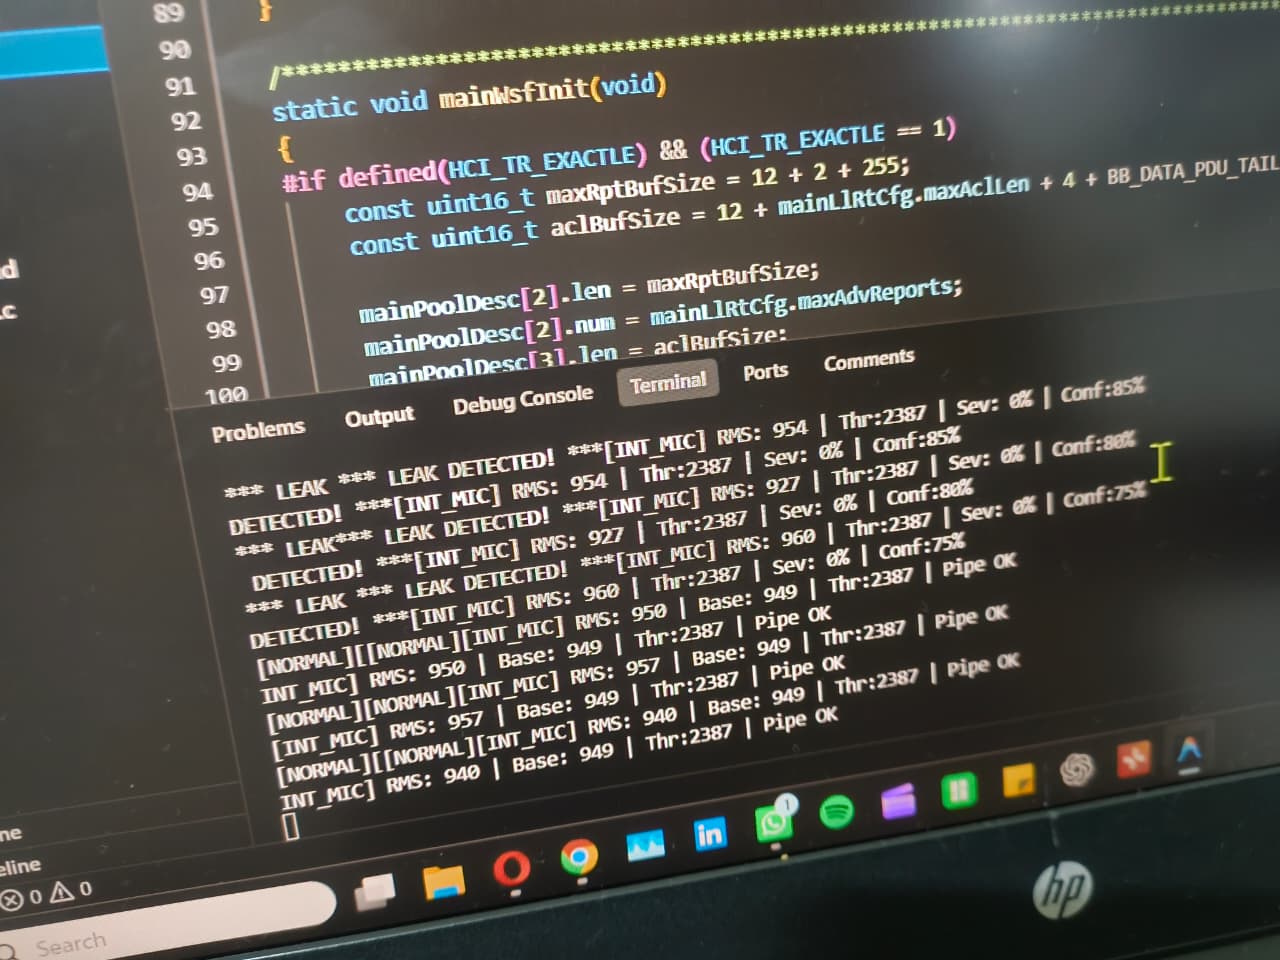 89 }
90
91 /****************************************************************************
92 static void mainWsfInit(void)
93 {
94 #if defined(HCI_TR_EXACTLE) && (HCI_TR_EXACTLE == 1)
95 const uint16_t maxRptBufSize = 12 + 2 + 255;
96 const uint16_t aclBufSize = 12 + mainLlRtCfg.maxAclLen + 4 + BB_DATA_PDU_TAIL
97
98 mainPoolDesc[2].len = maxRptBufSize;
99 mainPoolDesc[2].num = mainLlRtCfg.maxAdvReports;
100 mainPoolDesc[3].len = aclBufSize;
d
.c
Problems Output Debug Console Terminal Ports Comments
*** LEAK *** LEAK DETECTED! ***[INT_MIC] RMS: 954 | Thr:2387 | Sev: 0% | Conf:85%
DETECTED! ***[INT_MIC] RMS: 954 | Thr:2387 | Sev: 0% | Conf:85%
*** LEAK*** LEAK DETECTED! ***[INT_MIC] RMS: 927 | Thr:2387 | Sev: 0% | Conf:80%
DETECTED! ***[INT_MIC] RMS: 927 | Thr:2387 | Sev: 0% | Conf:80%
*** LEAK *** LEAK DETECTED! ***[INT_MIC] RMS: 960 | Thr:2387 | Sev: 0% | Conf:75%
DETECTED! ***[INT_MIC] RMS: 960 | Thr:2387 | Sev: 0% | Conf:75%
[NORMAL][[NORMAL][INT_MIC] RMS: 950 | Base: 949 | Thr:2387 | Pipe OK
INT_MIC] RMS: 950 | Base: 949 | Thr:2387 | Pipe OK
[NORMAL][NORMAL][INT_MIC] RMS: 957 | Base: 949 | Thr:2387 | Pipe OK
[INT_MIC] RMS: 957 | Base: 949 | Thr:2387 | Pipe OK
[NORMAL][[NORMAL][INT_MIC] RMS: 940 | Base: 949 | Thr:2387 | Pipe OK
INT_MIC] RMS: 940 | Base: 949 | Thr:2387 | Pipe OK
ne
eline
0 0
Search
in
1
hp